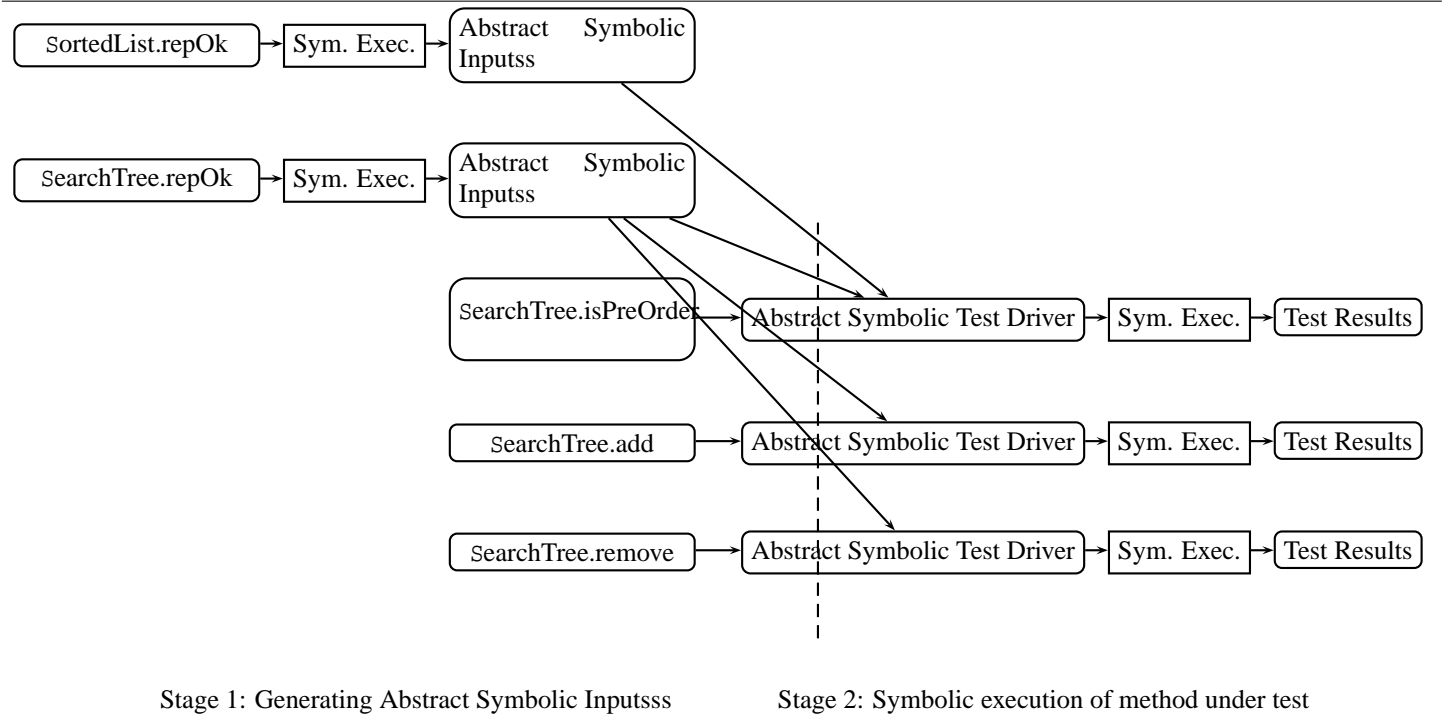 SortedList.repOk
Sym. Exec.
Abstract Symbolic
Inputss
SearchTree.repOk
Sym. Exec.
Abstract Symbolic
Inputss
SearchTree.isPreOrder
Abstract Symbolic Test Driver
Sym. Exec.
Test Results
SearchTree.add
Abstract Symbolic Test Driver
Sym. Exec.
Test Results
SearchTree.remove
Abstract Symbolic Test Driver
Sym. Exec.
Test Results
Stage 1: Generating Abstract Symbolic Inputsss
Stage 2: Symbolic execution of method under test